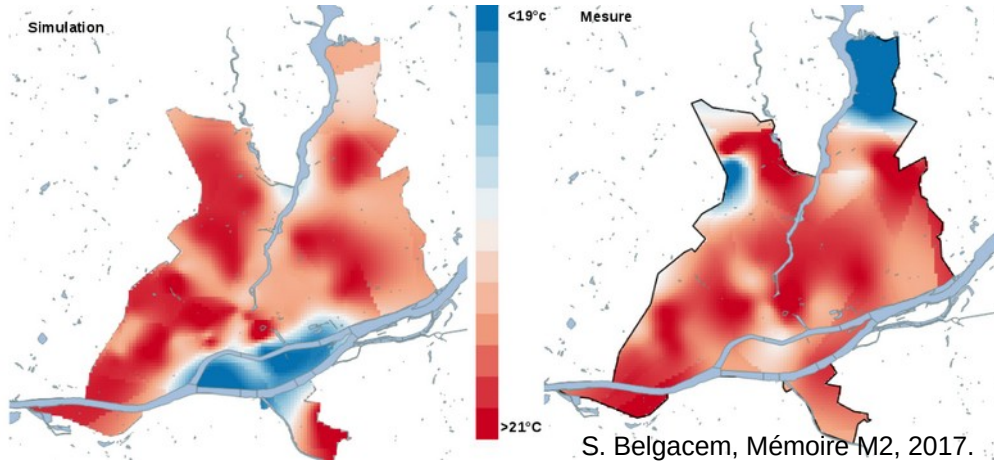 Simulation
<19°c
Mesure
>21°C
S. Belgacem, Mémoire M2, 2017.